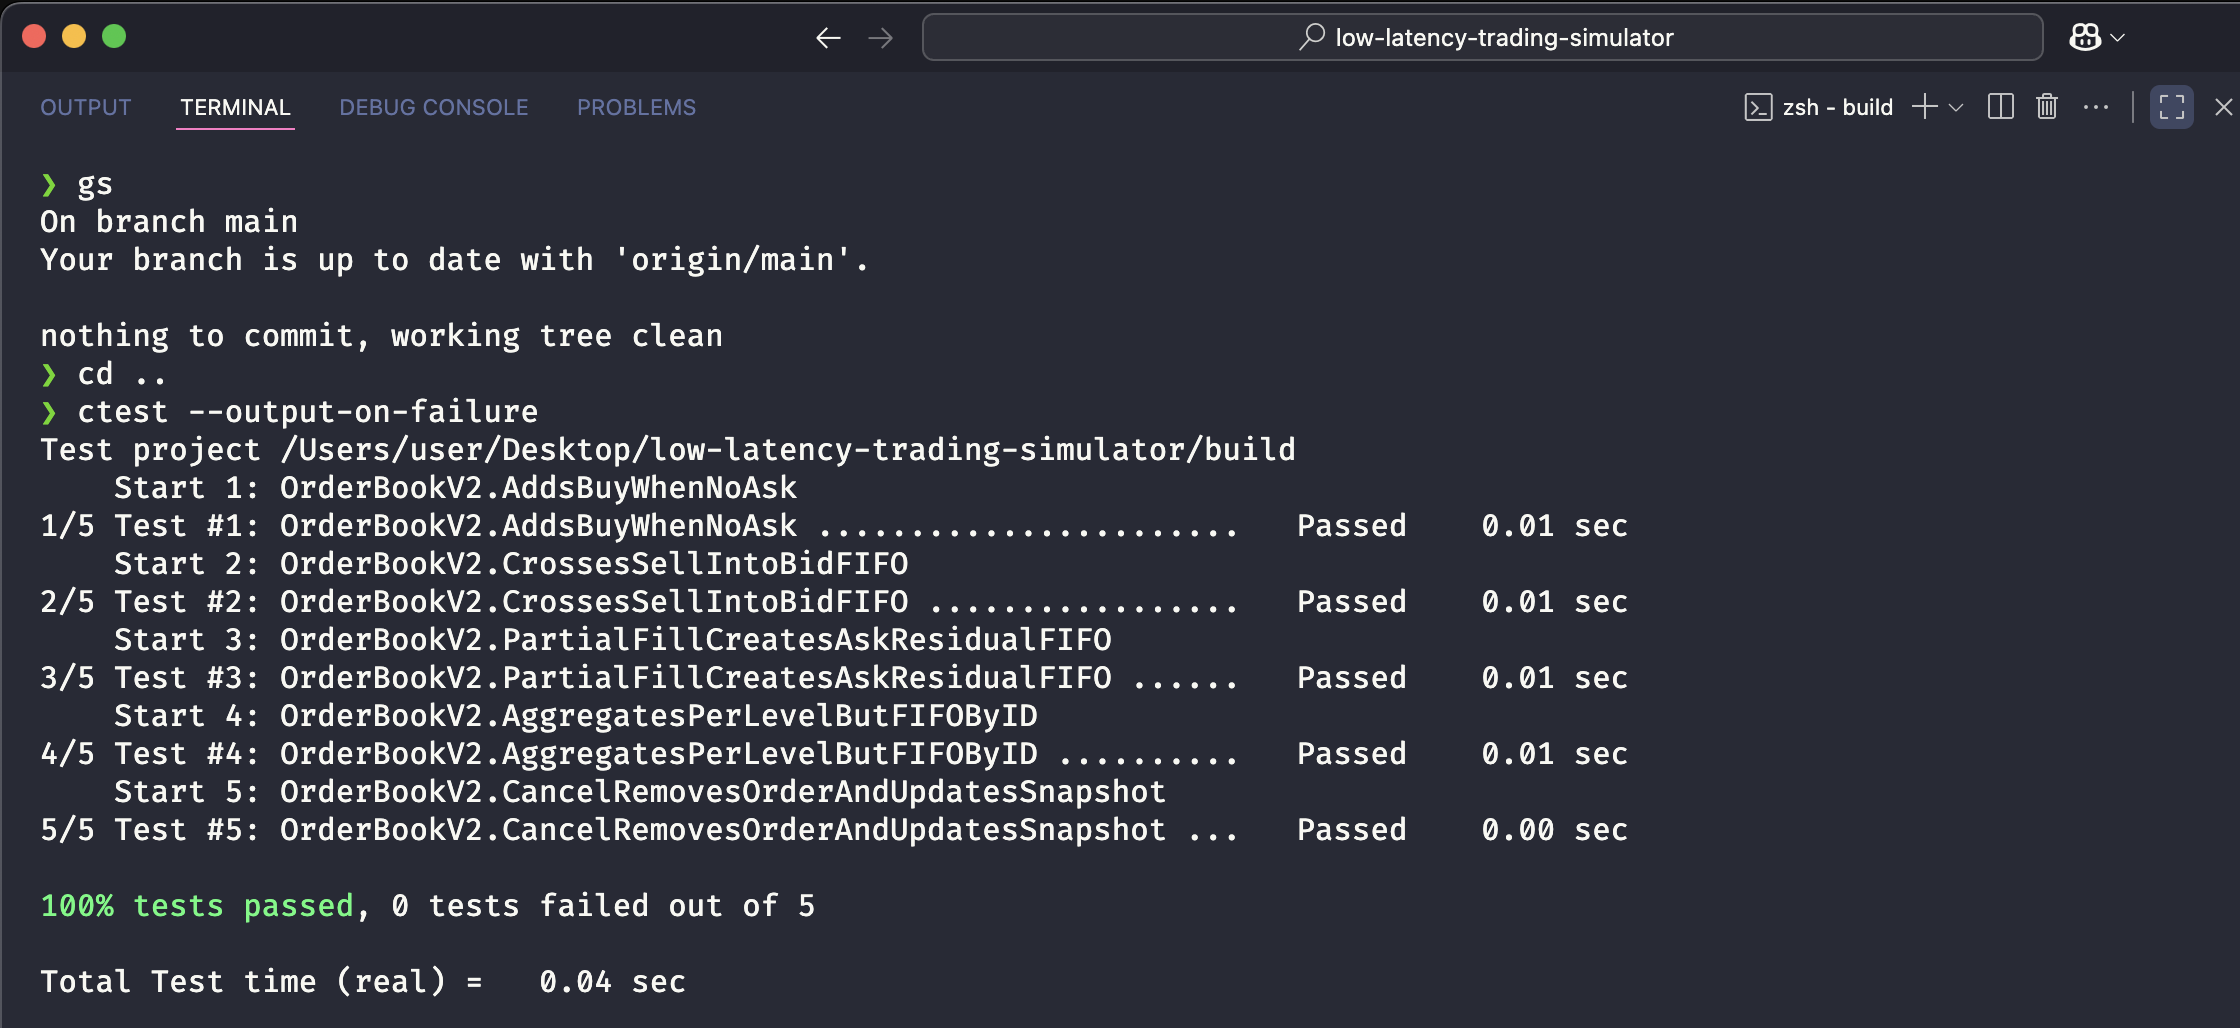 low-latency-trading-simulator
OUTPUT TERMINAL DEBUG CONSOLE PROBLEMS zsh - build
❯ gs
On branch main
Your branch is up to date with 'origin/main'.
nothing to commit, working tree clean
❯ cd ..
❯ ctest --output-on-failure
Test project /Users/user/Desktop/low-latency-trading-simulator/build
    Start 1: OrderBookV2.AddsBuyWhenNoAsk
1/5 Test #1: OrderBookV2.AddsBuyWhenNoAsk .......................   Passed    0.01 sec
    Start 2: OrderBookV2.CrossesSellIntoBidFIFO
2/5 Test #2: OrderBookV2.CrossesSellIntoBidFIFO .................   Passed    0.01 sec
    Start 3: OrderBookV2.PartialFillCreatesAskResidualFIFO
3/5 Test #3: OrderBookV2.PartialFillCreatesAskResidualFIFO ......   Passed    0.01 sec
    Start 4: OrderBookV2.AggregatesPerLevelButFIFOByID
4/5 Test #4: OrderBookV2.AggregatesPerLevelButFIFOByID ..........   Passed    0.01 sec
    Start 5: OrderBookV2.CancelRemovesOrderAndUpdatesSnapshot
5/5 Test #5: OrderBookV2.CancelRemovesOrderAndUpdatesSnapshot ...   Passed    0.00 sec
100% tests passed, 0 tests failed out of 5
Total Test time (real) =   0.04 sec